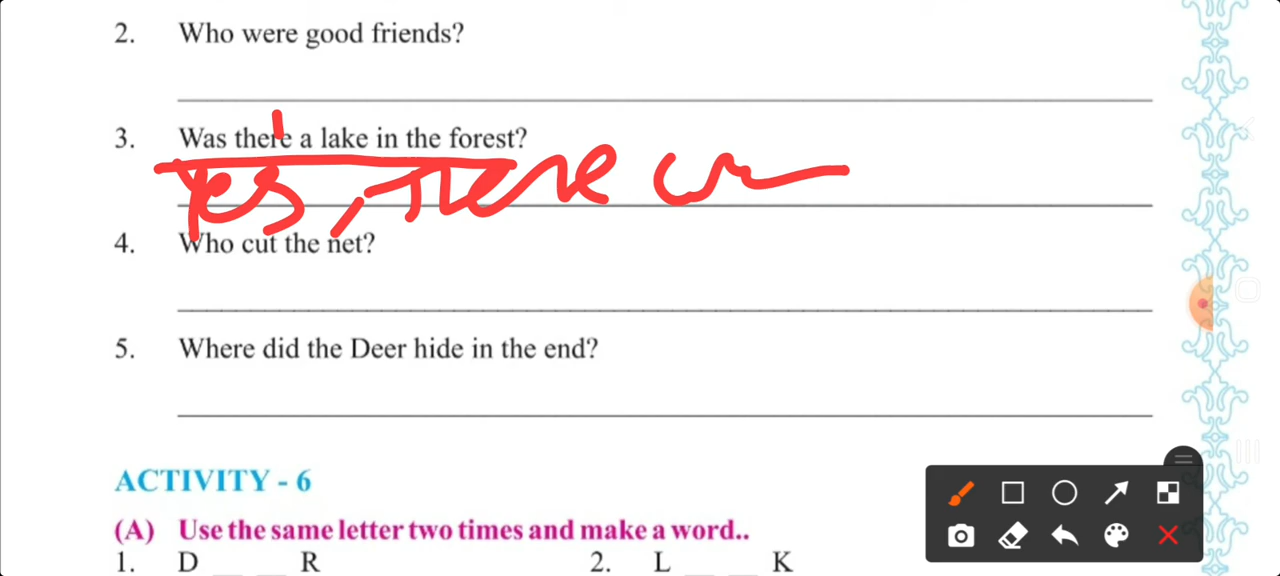 2. Who were good friends?
3. Was there a lake in the forest?
Yes, There
4. Who cut the net?
5. Where did the Deer hide in the end?
ACTIVITY - 6
(A) Use the same letter two times and make a word..
1. D __ __ R 2. L __ __ K